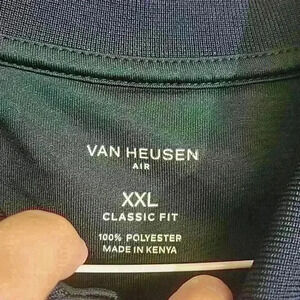 VAN HEUSEN
AIR
XXL
CLASSIC FIT
100% POLYESTER
MADE IN KENYA